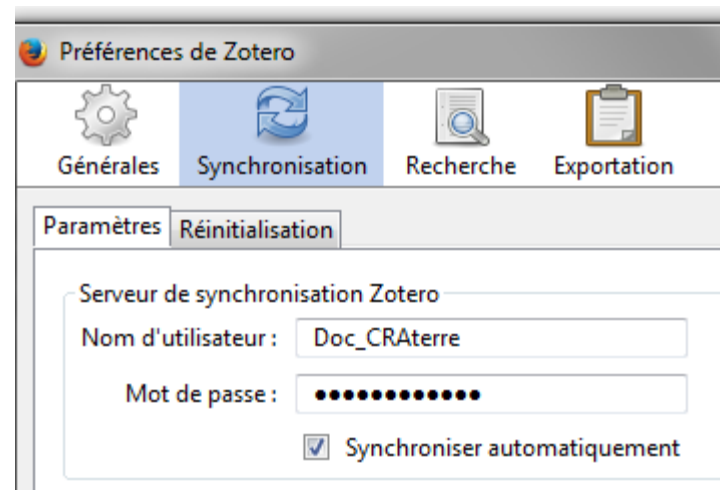 Préférences de Zotero
Générales Synchronisation Recherche Exportation
Paramètres Réinitialisation
Serveur de synchronisation Zotero
Nom d'utilisateur : Doc_CRAterre
Mot de passe : ●●●●●●●●●●●●
Synchroniser automatiquement